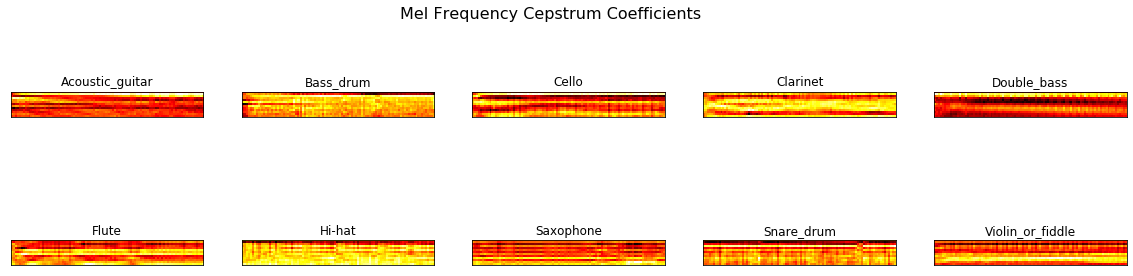 Mel Frequency Cepstrum Coefficients
Acoustic_guitar
Bass_drum
Cello
Clarinet
Double_bass
Flute
Hi-hat
Saxophone
Snare_drum
Violin_or_fiddle